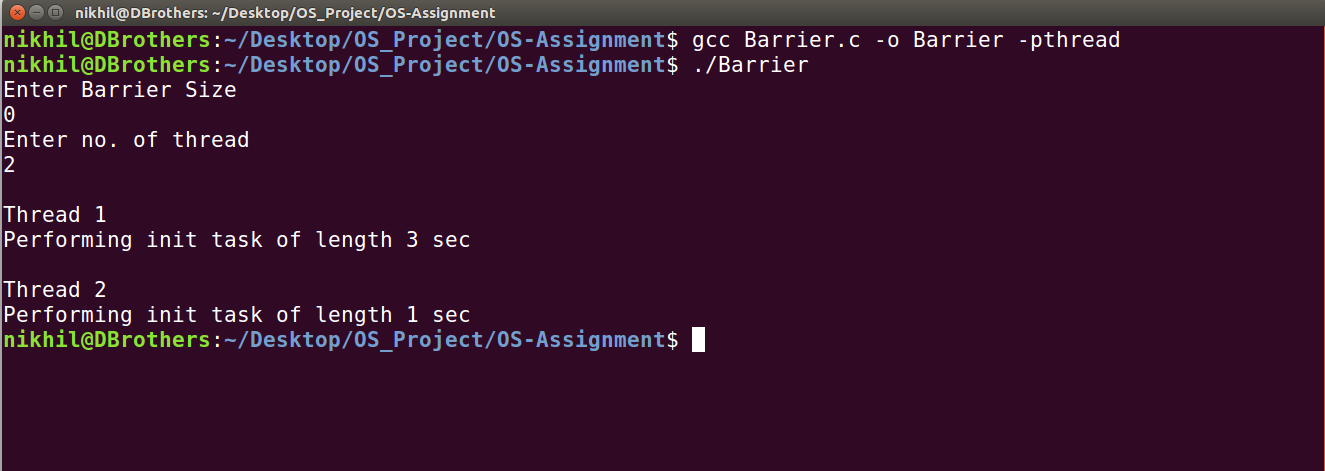 nikhil@DBrothers: ~/Desktop/OS_Project/OS-Assignment
nikhil@DBrothers:~/Desktop/OS_Project/OS-Assignment$ gcc Barrier.c -o Barrier -pthread
nikhil@DBrothers:~/Desktop/OS_Project/OS-Assignment$ ./Barrier
Enter Barrier Size
0
Enter no. of thread
2
Thread 1
Performing init task of length 3 sec
Thread 2
Performing init task of length 1 sec
nikhil@DBrothers:~/Desktop/OS_Project/OS-Assignment$